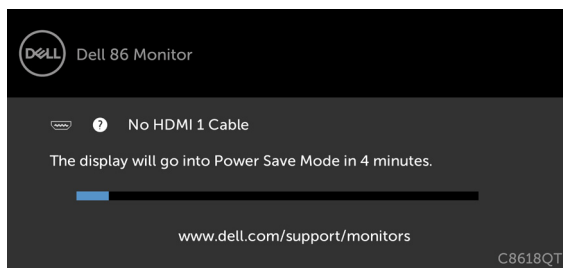 DELL Dell 86 Monitor
? No HDMI 1 Cable
The display will go into Power Save Mode in 4 minutes.
www.dell.com/support/monitors
C8618QT